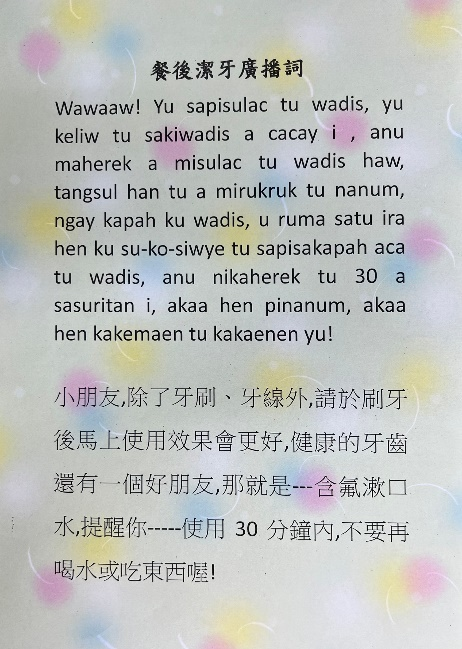 餐後潔牙廣播詞
Wawaaw! Yu sapisulac tu wadis, yu
keliw tu sakiwadis a cacay i , anu
maherek a misulac tu wadis haw,
tangsul han tu a mirukruk tu nanum,
ngay kapah ku wadis, u ruma satu ira
hen ku su-ko-siwye tu sapisakapah aca
tu wadis, anu nikaherek tu 30 a
sasuritan i, akaa hen pinanum, akaa
hen kakemaen tu kakaenen yu!
小朋友,除了牙刷、牙線外,請於刷牙
後馬上使用效果會更好,健康的牙齒
還有一個好朋友,那就是---含氟漱口
水,提醒你-----使用 30 分鐘內,不要再
喝水或吃東西喔!